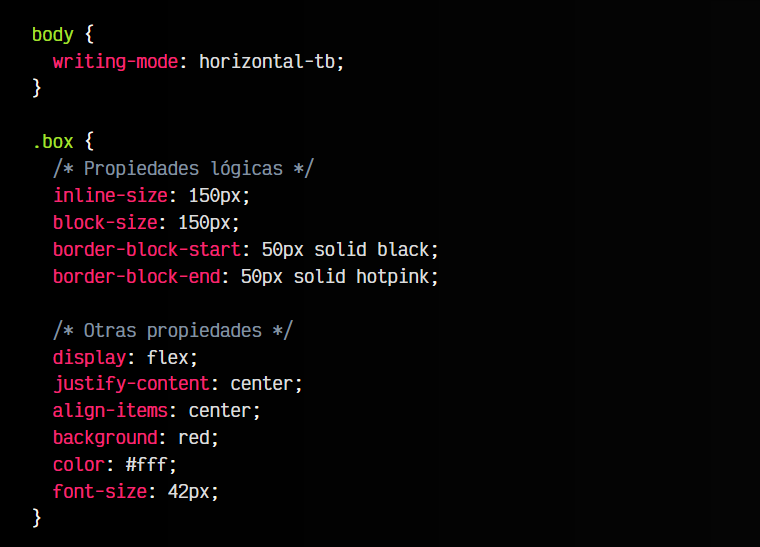 body {
  writing-mode: horizontal-tb;
}

.box {
  /* Propiedades lógicas */
  inline-size: 150px;
  block-size: 150px;
  border-block-start: 50px solid black;
  border-block-end: 50px solid hotpink;

  /* Otras propiedades */
  display: flex;
  justify-content: center;
  align-items: center;
  background: red;
  color: #fff;
  font-size: 42px;
}